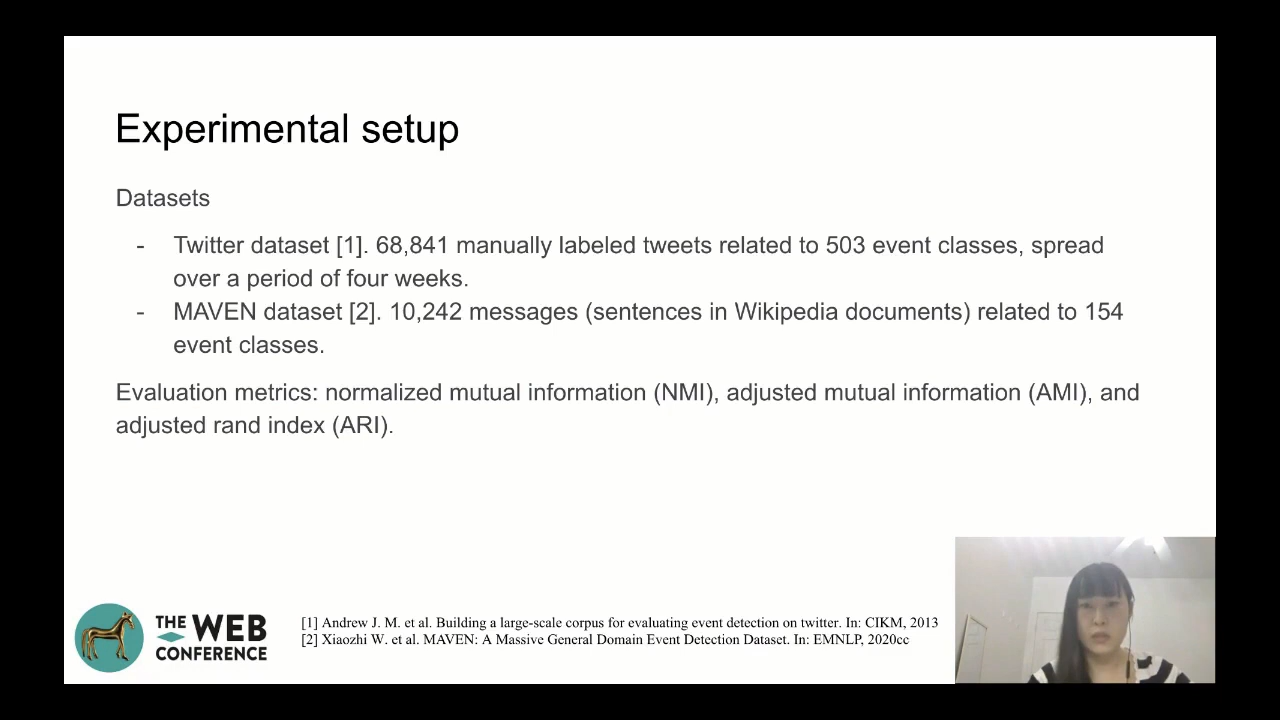 Experimental setup
Datasets
- Twitter dataset [1]. 68,841 manually labeled tweets related to 503 event classes, spread
over a period of four weeks.
- MAVEN dataset [2]. 10,242 messages (sentences in Wikipedia documents) related to 154
event classes.
Evaluation metrics: normalized mutual information (NMI), adjusted mutual information (AMI), and
adjusted rand index (ARI).
THE WEB
CONFERENCE
[1] Andrew J. M. et al. Building a large-scale corpus for evaluating event detection on twitter. In: CIKM, 2013
[2] Xiaozhi W. et al. MAVEN: A Massive General Domain Event Detection Dataset. In: EMNLP, 2020cc